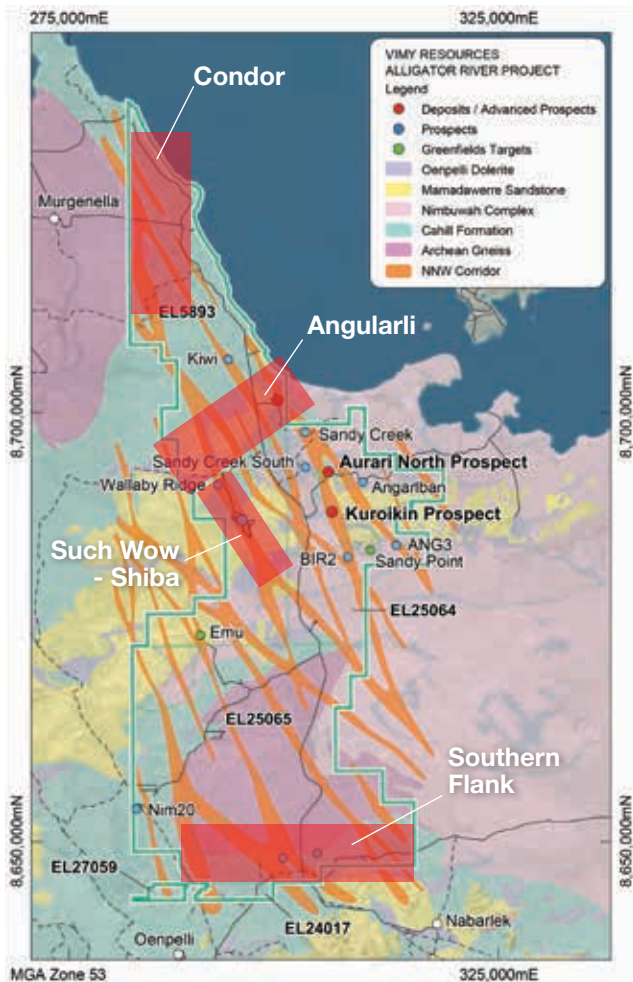 275,000mE
325,000mE
VIMY RESOURCES
ALLIGATOR RIVER PROJECT
Legend
Deposits / Advanced Prospects
Prospects
Greenfields Targets
Oenpelli Dolerite
Mamadawerre Sandstone
Nimbuwah Complex
Cahill Formation
Archean Gneiss
NNW Corridor
Condor
Murgenella
EL5893
Angularli
Kiwi
8,700,000mN
8,700,000mN
Sandy Creek
Sandy Creek South
Aurari North Prospect
Wallaby Ridge
Angartban
Kuroikin Prospect
Such Wow
- Shiba
ANG3
BIR2
Sandy Point
EL25064
Emu
EL25065
Southern
Flank
Nim20
8,650,000mN
8,650,000mN
EL27059
EL24017
Nabarlek
Oenpelli
MGA Zone 53
325,000mE